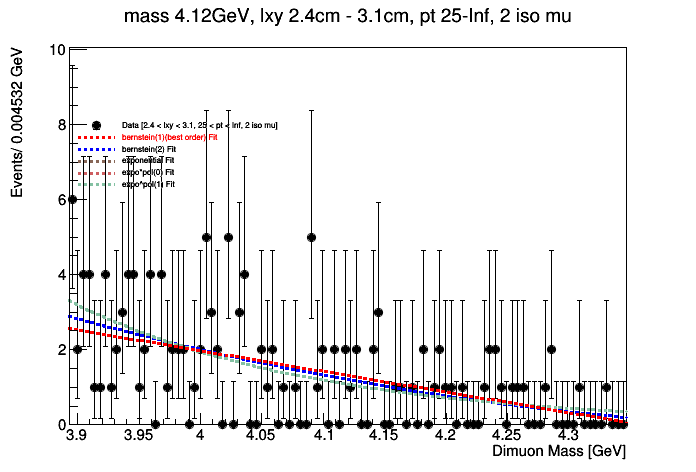 mass 4.12GeV, lxy 2.4cm - 3.1cm, pt 25-Inf, 2 iso mu
Events/ 0.004532 GeV
10
8
6
4
2
0
Data [2.4 < lxy < 3.1, 25 < pt < Inf, 2 iso mu]
bernstein(1)(best order) Fit
bernstein(2) Fit
exponential Fit
expo*pol(0) Fit
expo*pol(1) Fit
3.9 3.95 4 4.05 4.1 4.15 4.2 4.25 4.3
Dimuon Mass [GeV]